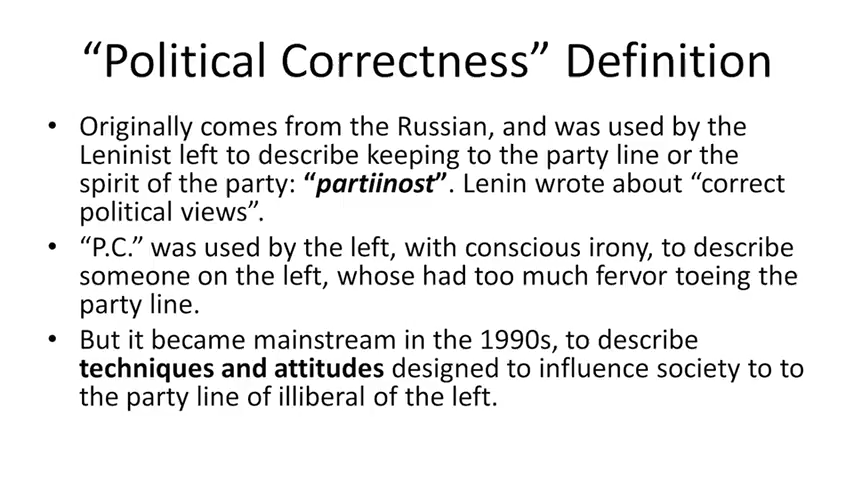 “Political Correctness” Definition
• Originally comes from the Russian, and was used by the
Leninist left to describe keeping to the party line or the
spirit of the party: “partiinost”. Lenin wrote about “correct
political views”.
• “P.C.” was used by the left, with conscious irony, to describe
someone on the left, whose had too much fervor toeing the
party line.
• But it became mainstream in the 1990s, to describe
techniques and attitudes designed to influence society to to
the party line of illiberal of the left.